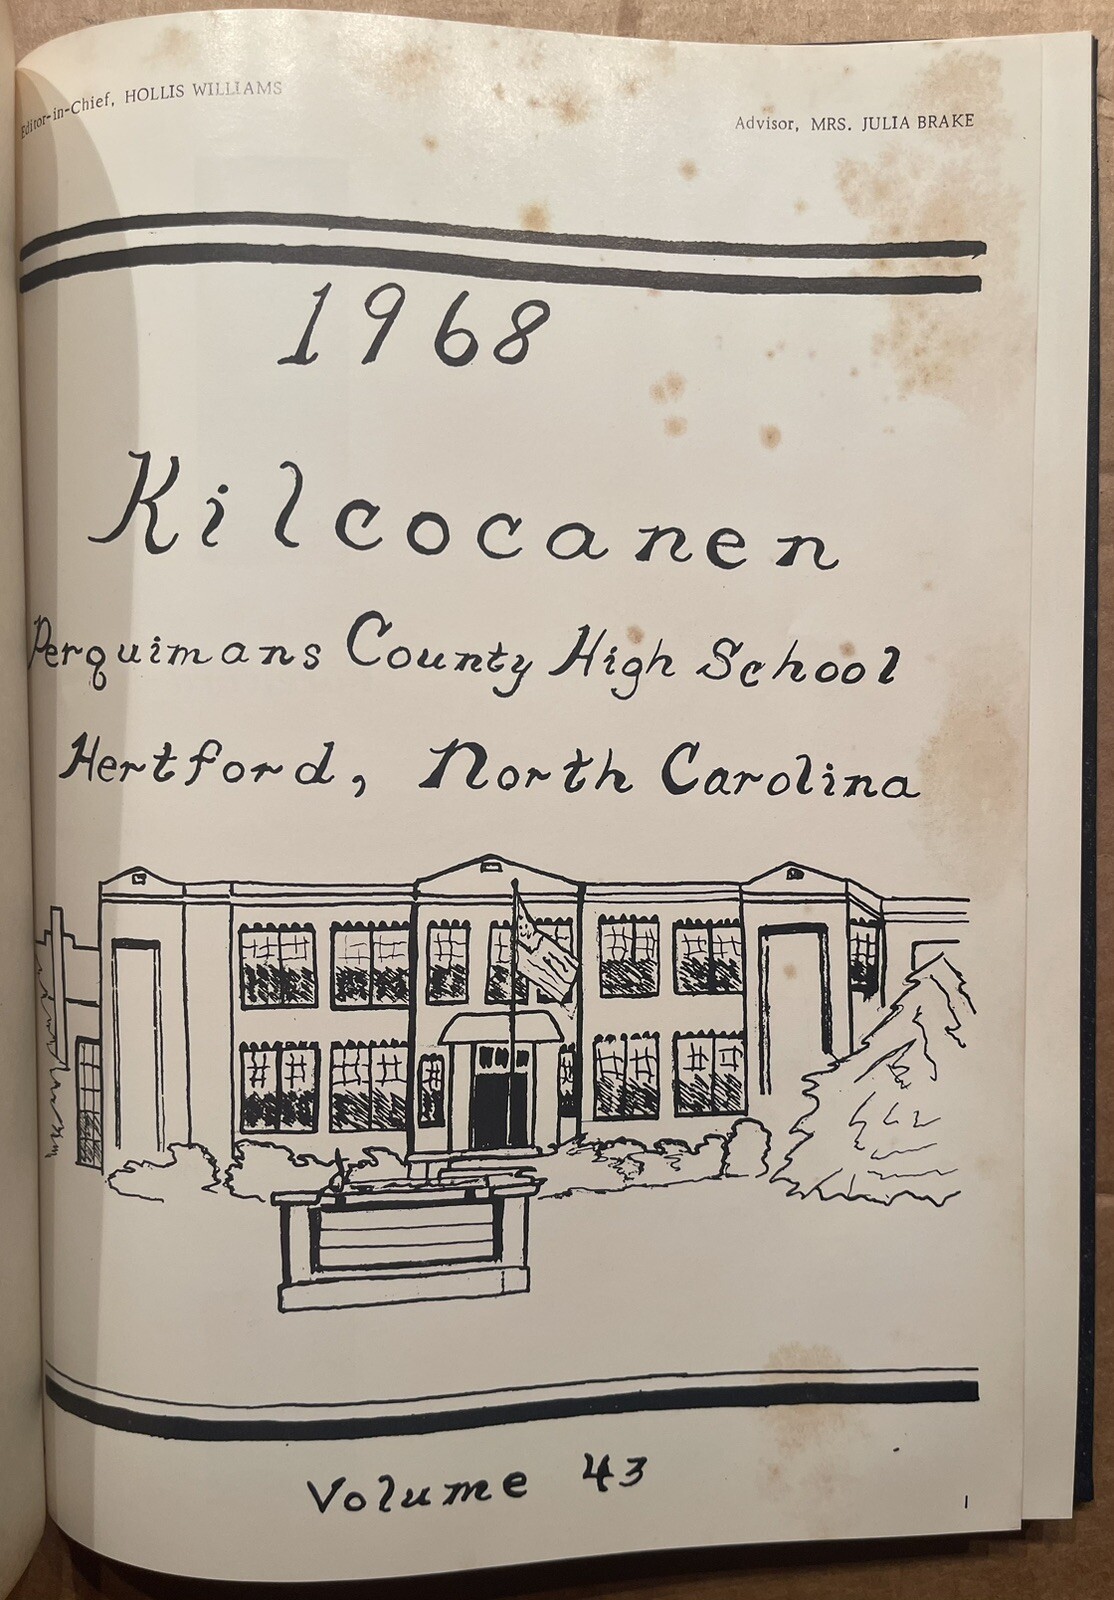 Editor-in-Chief, HOLLIS WILLIAMS
Advisor, MRS. JULIA BRAKE
1968
Kilcocanen
Perquimans County High School
Hertford, North Carolina
Volume 43
1